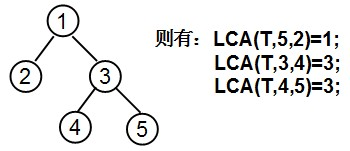 1
则有：LCA(T,5,2)=1;
2
3
LCA(T,3,4)=3;
4
5
LCA(T,4,5)=3;